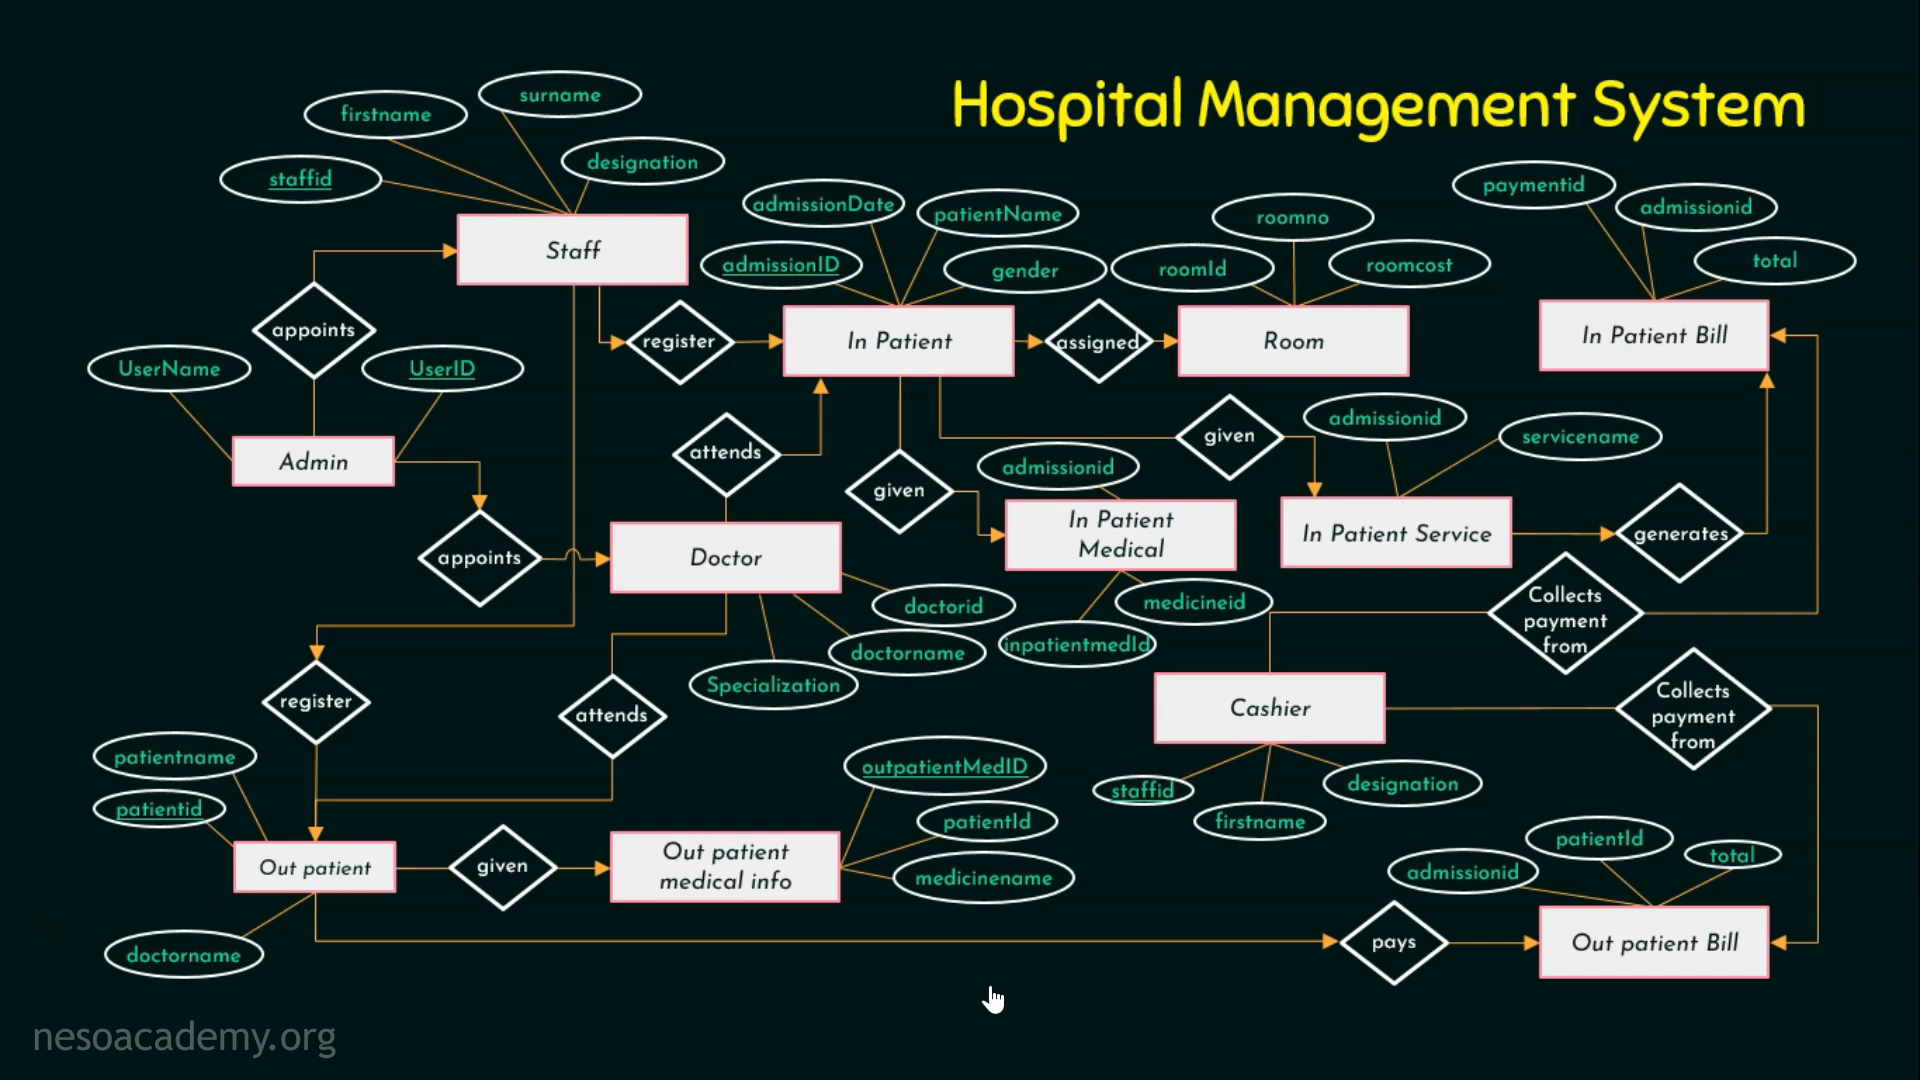 Hospital Management System
surname
firstname
designation
staffid
Staff
admissionDate
patientName
admissionID
gender
roomno
roomId
roomcost
paymentid
admissionid
total
appoints
register
In Patient
assigned
Room
In Patient Bill
UserName
UserID
Admin
attends
given
admissionid
given
admissionid
servicename
appoints
Doctor
In Patient
Medical
In Patient Service
generates
doctorid
doctorname
Specialization
medicineid
inpatientmedId
Collects
payment
from
register
attends
Cashier
Collects
payment
from
patientname
patientid
outpatientMedID
patientId
medicinename
staffid
firstname
designation
Out patient
given
Out patient
medical info
admissionid
patientId
total
doctorname
pays
Out patient Bill
nesoacademy.org